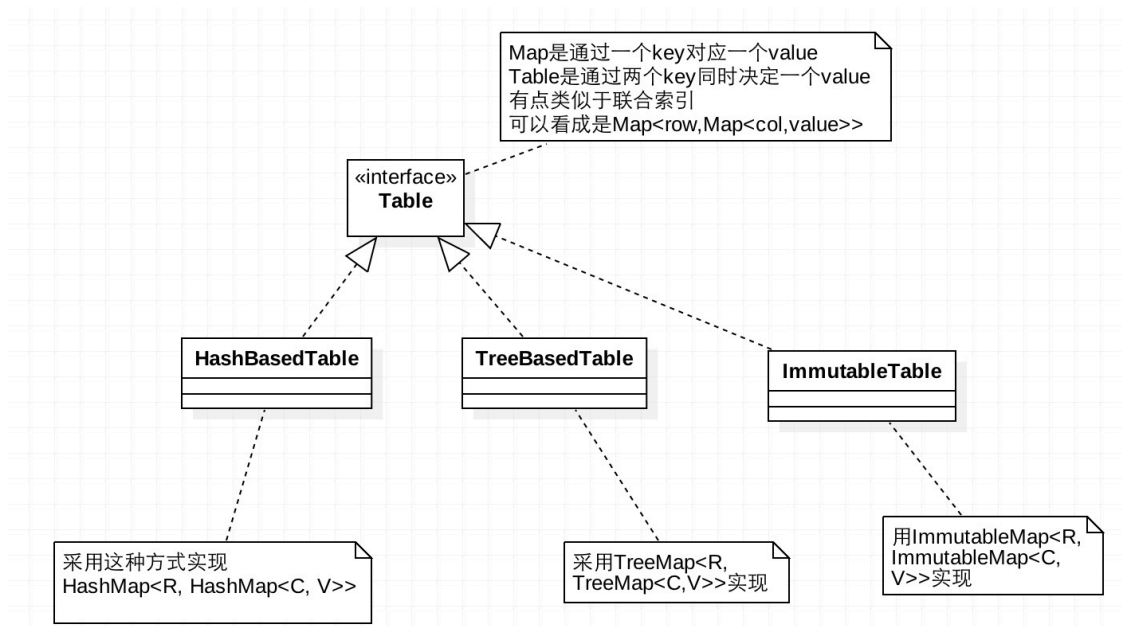 Map是通过一个key对应一个value
Table是通过两个key同时决定一个value
有点类似于联合索引
可以看成是Map<row,Map<col,value>>
«interface»
Table
HashBasedTable
TreeBasedTable
ImmutableTable
采用这种方式实现
HashMap<R, HashMap<C, V>>
采用TreeMap<R,
TreeMap<C,V>>实现
用ImmutableMap<R,
ImmutableMap<C,
V>>实现